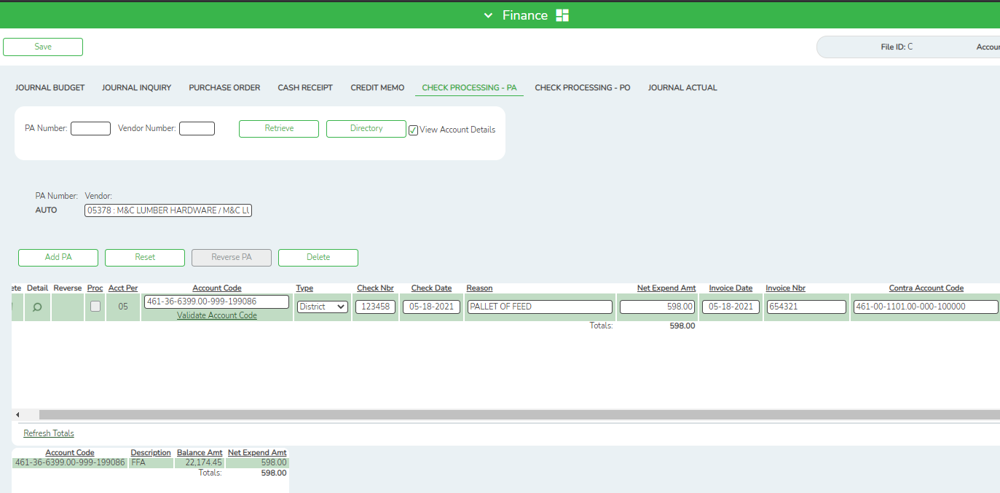 Finance
Save
File ID: C
Accour
JOURNAL BUDGET JOURNAL INQUIRY PURCHASE ORDER CASH RECEIPT CREDIT MEMO CHECK PROCESSING - PA CHECK PROCESSING - PO JOURNAL ACTUAL
PA Number: Vendor Number: Retrieve Directory View Account Details
PA Number: Vendor:
AUTO 05378 : M&C LUMBER HARDWARE / M&C LU
Add PA Reset Reverse PA Delete
ete Detail Reverse Proc Acct Per Account Code Type Check Nbr Check Date Reason Net Expend Amt Invoice Date Invoice Nbr Contra Account Code
05 461-36-6399.00-999-199086 District 123458 05-18-2021 PALLET OF FEED 598.00 05-18-2021 654321 461-00-1101.00-000-100000
Validate Account Code
Totals: 598.00
Refresh Totals
Account Code Description Balance Amt Net Expend Amt
461-36-6399.00-999-199086 FFA 22,174.45 598.00
Totals: 598.00